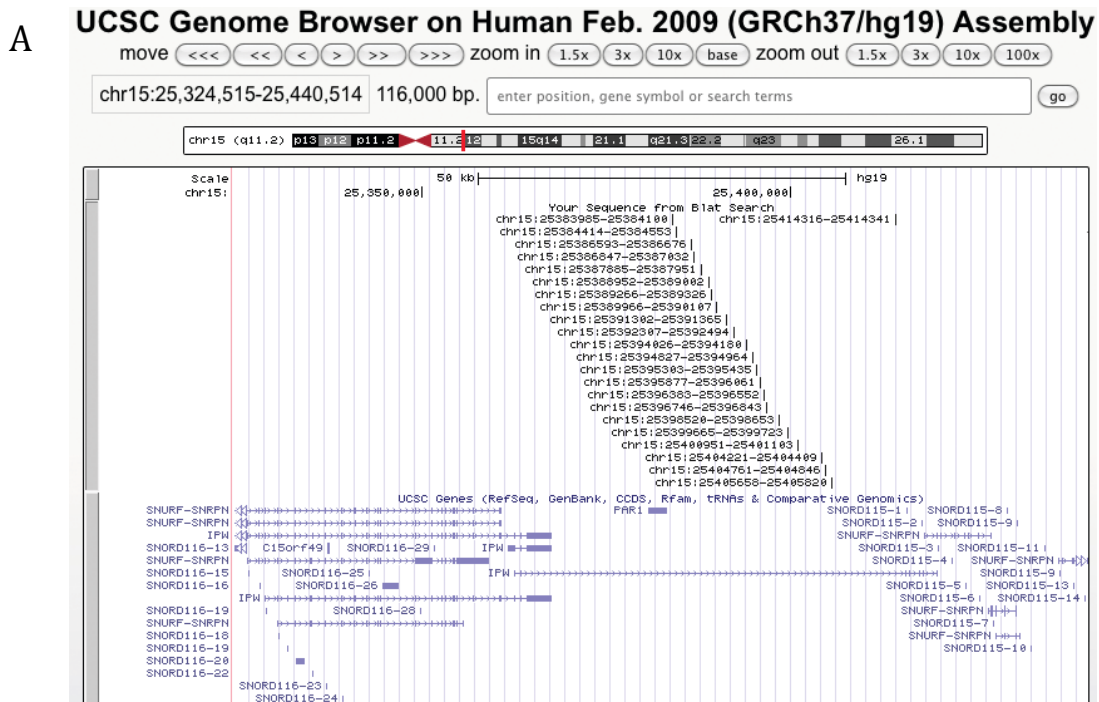 A
UCSC Genome Browser on Human Feb. 2009 (GRCh37/hg19) Assembly
move <<< << < > >> >>> zoom in 1.5x 3x 10x base zoom out 1.5x 3x 10x 100x
chr15:25,324,515-25,440,514 116,000 bp. enter position, gene symbol or search terms go
chr15 (q11.2) p13 p12 p11.2 11.2 12 15q14 21.1 q21.3 22.2 q23 26.1
Scale 50 kb hg19
chr15: 25,350,000 25,400,000
Your Sequence from Blat Search
chr15:25383985-25384100 chr15:25414316-25414341
chr15:25384414-25384553
chr15:25386593-25386676
chr15:25386847-25387032
chr15:25387885-25387951
chr15:25388952-25389002
chr15:25389266-25389326
chr15:25389966-25390107
chr15:25391302-25391365
chr15:25392307-25392494
chr15:25394026-25394180
chr15:25394827-25394964
chr15:25395303-25395435
chr15:25395877-25396061
chr15:25396383-25396552
chr15:25396746-25396843
chr15:25398520-25398653
chr15:25399665-25399723
chr15:25400951-25401103
chr15:25404221-25404409
chr15:25404761-25404846
chr15:25405658-25405820
UCSC Genes (RefSeq, GenBank, CCDS, Rfam, tRNAs & Comparative Genomics)
SNURF-SNRPN PAR1 SNORD115-1 SNORD115-8
SNURF-SNRPN SNORD115-2 SNORD115-9
IPW SNURF-SNRPN
SNORD116-13 C15orf49 SNORD116-29 IPW SNORD115-3 SNORD115-11
SNURF-SNRPN SNORD115-4 SNURF-SNRPN
SNORD116-15 SNORD116-25 IPW SNORD115-9
SNORD116-16 SNORD116-26 SNORD115-5 SNORD115-13
IPW SNORD115-6 SNORD115-14
SNORD116-19 SNORD116-28 SNURF-SNRPN
SNURF-SNRPN SNORD115-7
SNORD116-18 SNURF-SNRPN
SNORD116-19 SNORD115-10
SNORD116-20
SNORD116-22
SNORD116-23
SNORD116-24